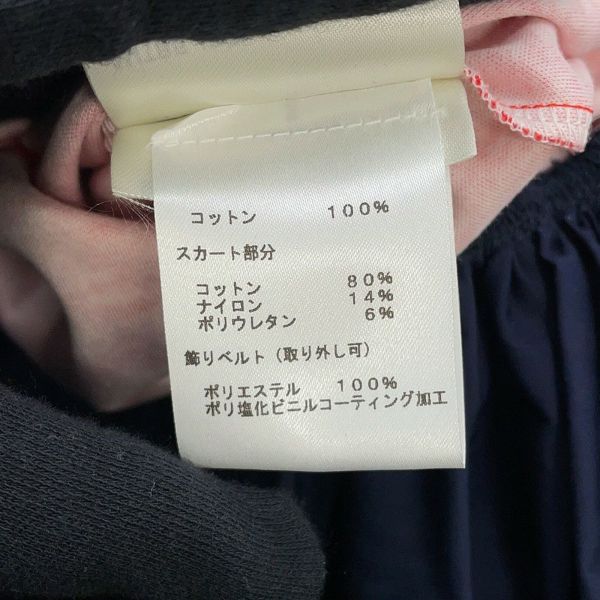 コットン 100%
スカート部分
コットン 80%
ナイロン 14%
ポリウレタン 6%
飾りベルト(取り外し可)
ポリエステル 100%
ポリ塩化ビニルコーティング加工